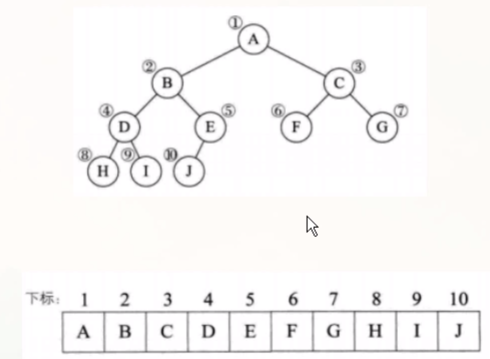 ①
A
② ③
B C
④ ⑤ ⑥ ⑦
D E F G
⑧ ⑨ ⑩
H I J
下标： 1 2 3 4 5 6 7 8 9 10
A B C D E F G H I J